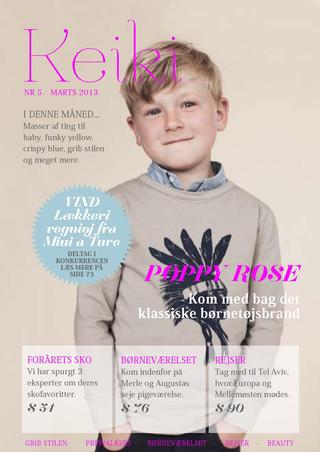 Keiki
NR 5 · MARTS 2013
I DENNE MÅNED...
Masser af ting til
baby, funky yellow,
crispy blue, grib stilen
og meget mere.
VIND
Lækkeri
vognløj fra
Mini a Ture
DELTAG I
KONKURRENCEN
LÆS MERE PÅ
SIDE 73
POPPY ROSE
Kom med bag det
klassiske børnetøjsbrand
FORÅRETS SKO
Vi har spurgt 3
eksperter om deres
skofavoritter.
S 51
BØRNEVÆRELSET
Kom indenfor på
Merle og Augustas
seje pigeværelse.
S 76
REJSER
Tag med til Tel Aviv,
hvor Europa og
Mellemøsten mødes.
S 90
GRIB STILEN · PREWALKERS · BØRNEVÆRELSET · REJSER · BEAUTY